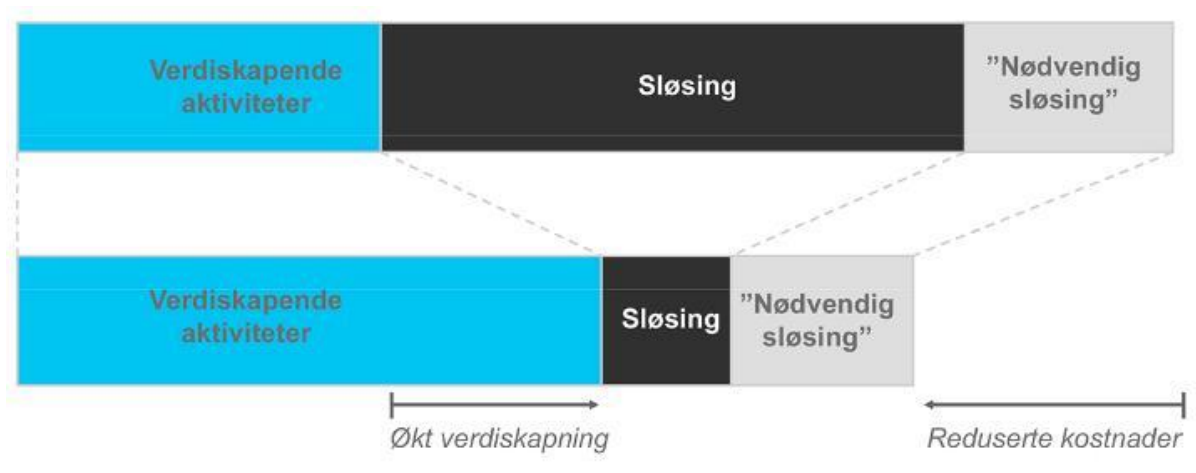 Verdiskapende
aktiviteter
Sløsing
”Nødvendig
sløsing”
Verdiskapende
aktiviteter
Sløsing
”Nødvendig
sløsing”
Økt verdiskapning
Reduserte kostnader